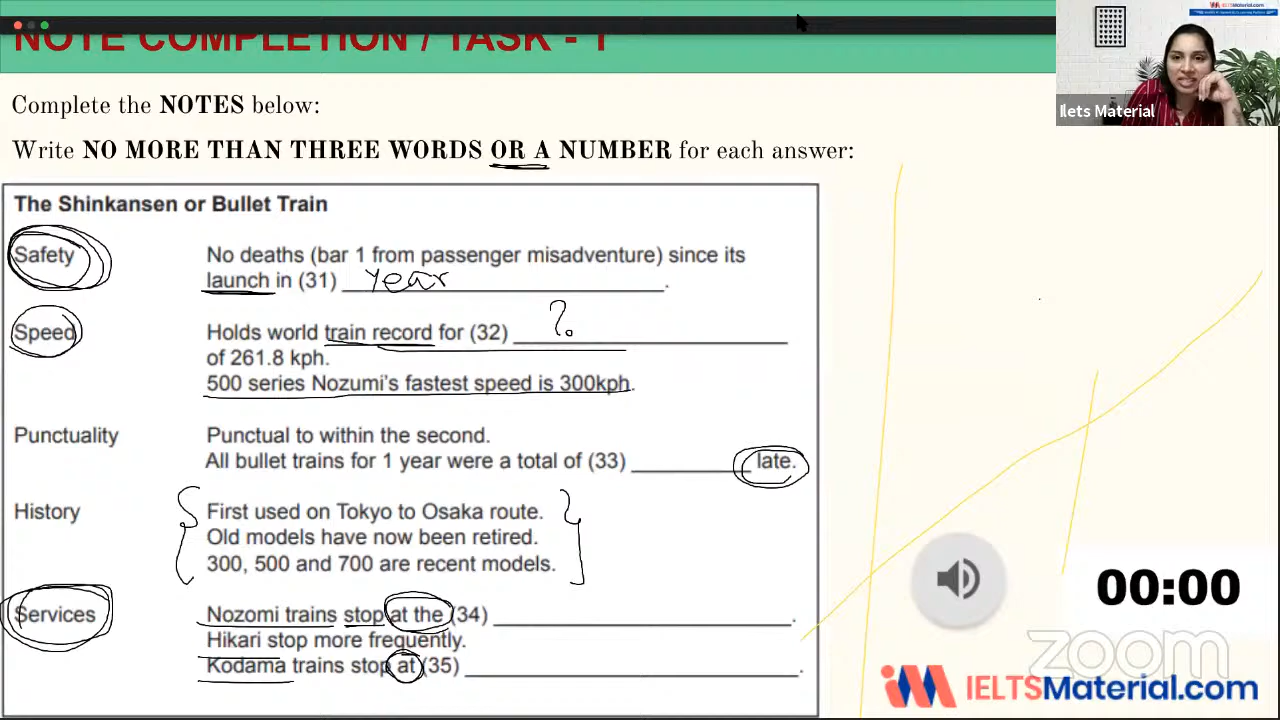 NOTE COMPLETION / TASK - 1
IELTSMaterial.com
Ielts Material
Complete the NOTES below:
Write NO MORE THAN THREE WORDS OR A NUMBER for each answer:
The Shinkansen or Bullet Train
Safety No deaths (bar 1 from passenger misadventure) since its
launch in (31) year .
Speed Holds world train record for (32) ?
of 261.8 kph.
500 series Nozumi's fastest speed is 300kph.
Punctuality Punctual to within the second.
All bullet trains for 1 year were a total of (33) late.
History First used on Tokyo to Osaka route.
Old models have now been retired.
300, 500 and 700 are recent models.
Services Nozomi trains stop at the (34) .
Hikari stop more frequently.
Kodama trains stop at (35) .
00:00
zoom
IELTSMaterial.com